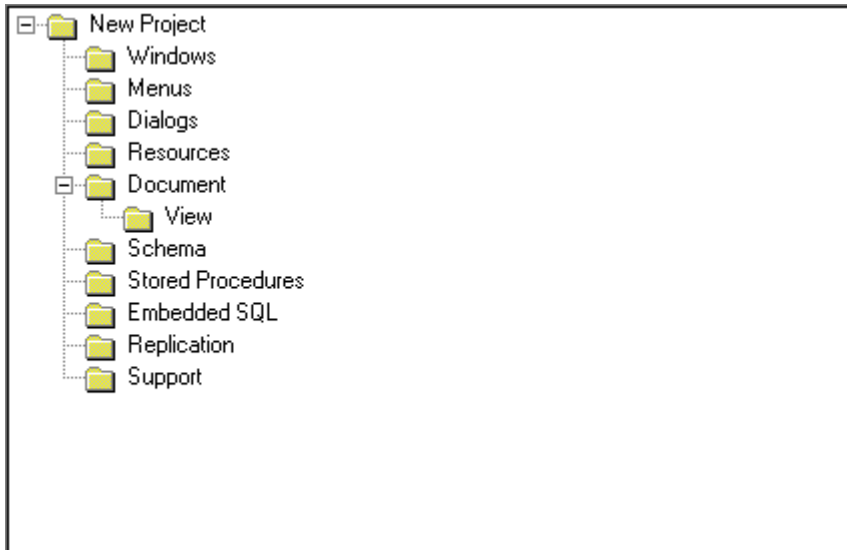 New Project
Windows
Menus
Dialogs
Resources
Document
View
Schema
Stored Procedures
Embedded SQL
Replication
Support